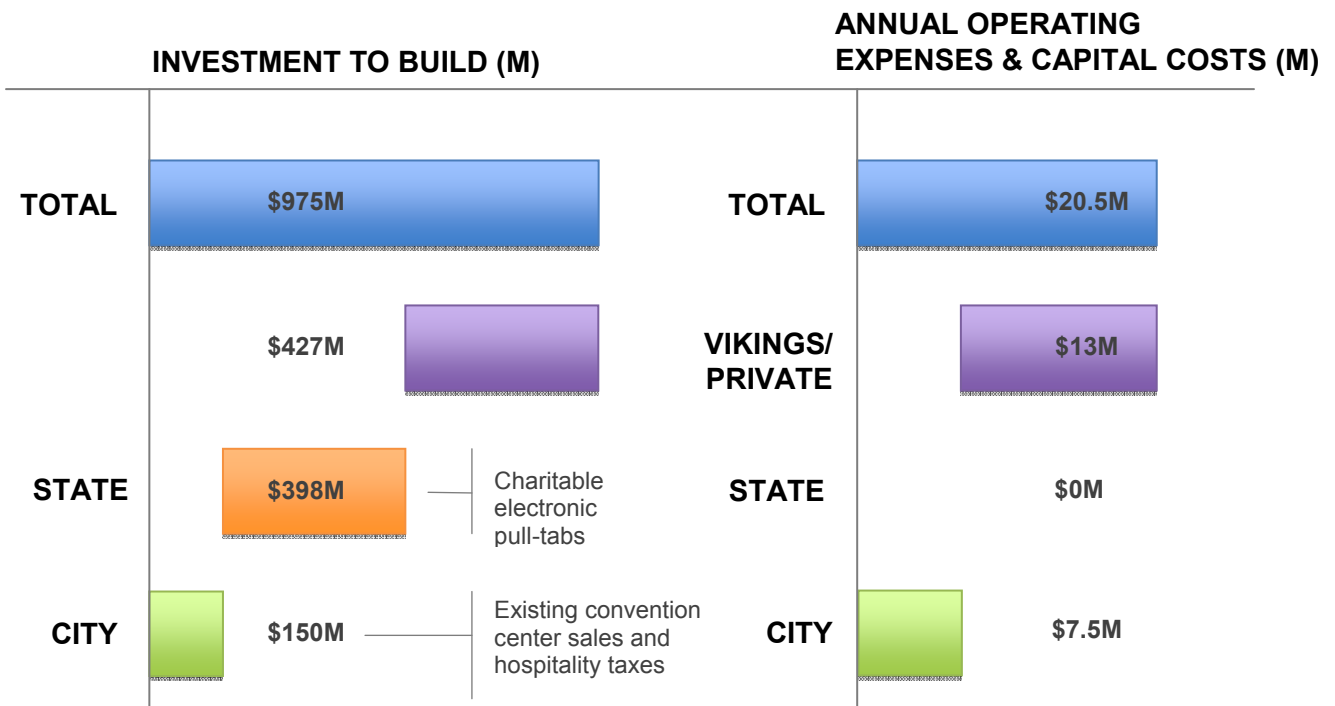 INVESTMENT TO BUILD (M)
ANNUAL OPERATING
EXPENSES & CAPITAL COSTS (M)
TOTAL
$975M
TOTAL
$20.5M
$427M
VIKINGS/
PRIVATE
$13M
STATE
$398M
Charitable
electronic
pull-tabs
STATE
$0M
CITY
$150M
Existing convention
center sales and
hospitality taxes
CITY
$7.5M